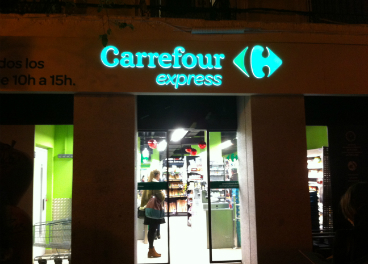 Carrefour
express
dos los
e 10h a 15h.